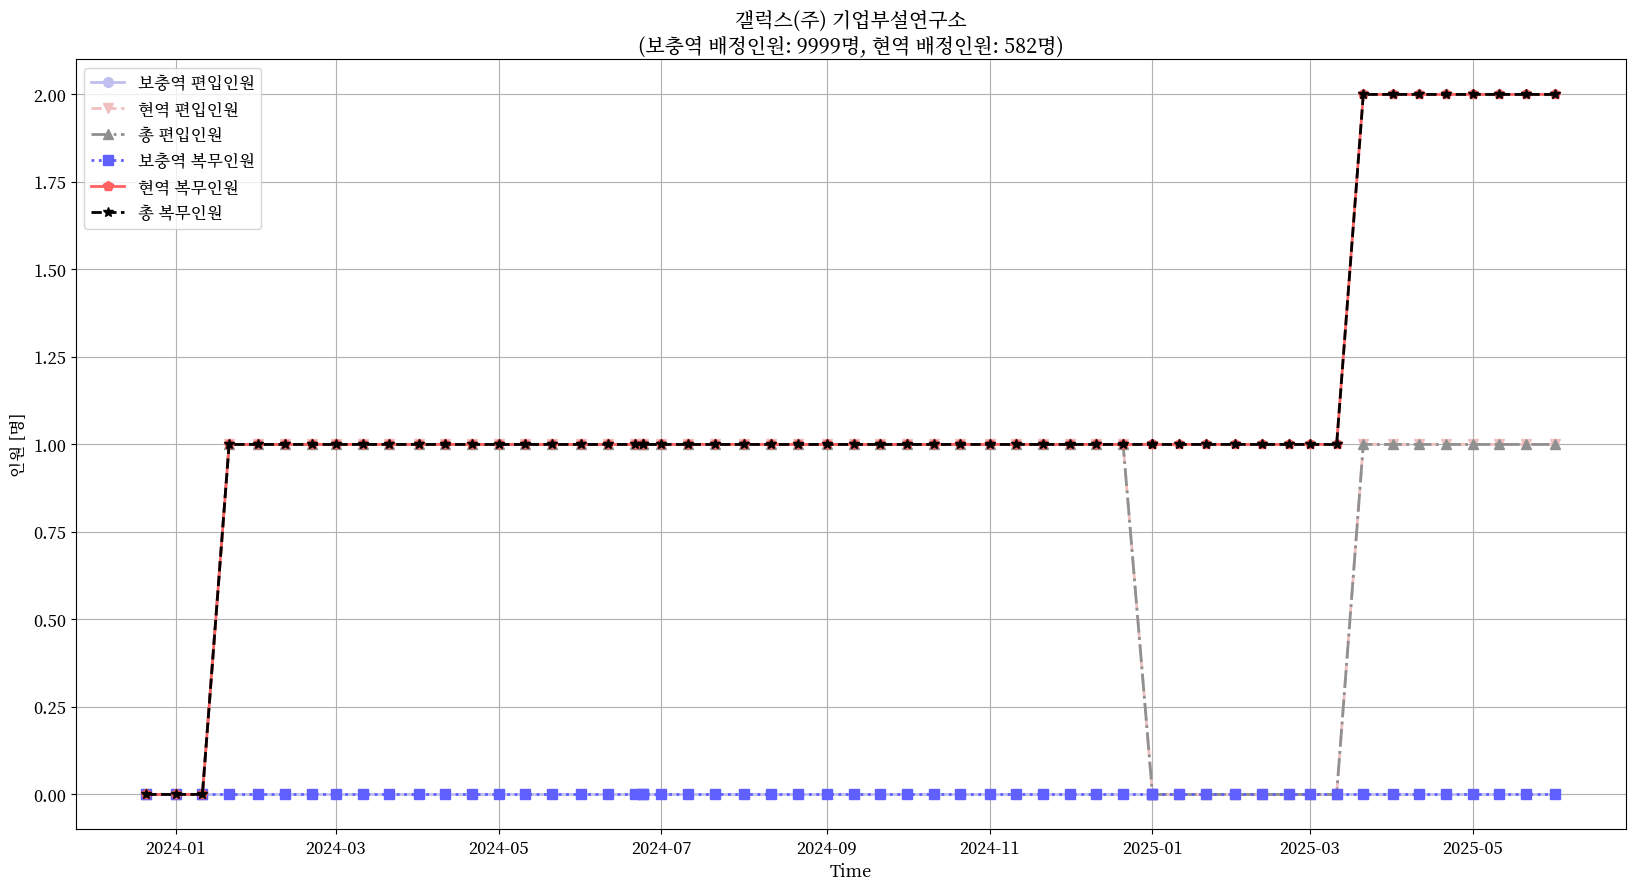 갤럭스(주) 기업부설연구소
(보충역 배정인원: 9999명, 현역 배정인원: 582명)
보충역 편입인원
현역 편입인원
총 편입인원
보충역 복무인원
현역 복무인원
총 복무인원
인원 [명]
2.00
1.75
1.50
1.25
1.00
0.75
0.50
0.25
0.00
2024-01 2024-03 2024-05 2024-07 2024-09 2024-11 2025-01 2025-03 2025-05
Time